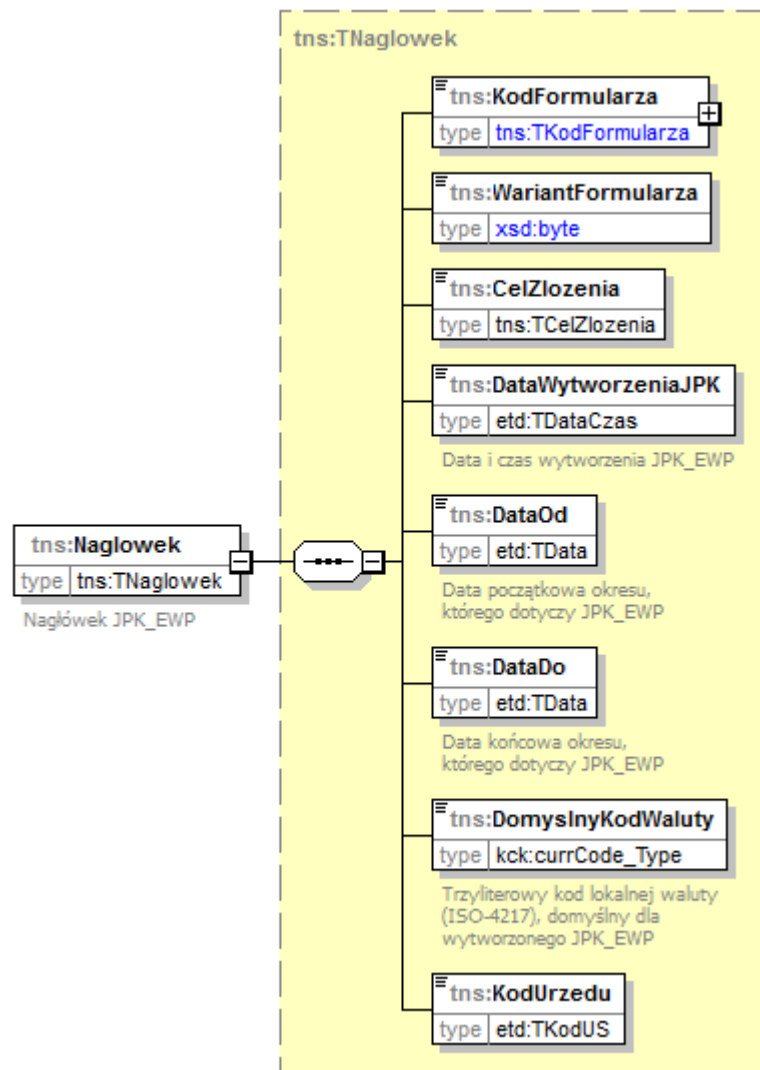 tns:TNaglowek
tns:KodFormularza
type tns:TKodFormularza
tns:WariantFormularza
type xsd:byte
tns:CelZlozenia
type tns:TCelZlozenia
tns:DataWytworzeniaJPK
type etd:TDataCzas
Data i czas wytworzenia JPK_EWP
tns:DataOd
type etd:TData
Data początkowa okresu,
którego dotyczy JPK_EWP
tns:Naglowek
type tns:TNaglowek
Nagłówek JPK_EWP
tns:DataDo
type etd:TData
Data końcowa okresu,
którego dotyczy JPK_EWP
tns:DomyslnyKodWaluty
type kck:currCode_Type
Trzyliterowy kod lokalnej waluty
(ISO-4217), domyślny dla
wytworzonego JPK_EWP
tns:KodUrzedu
type etd:TKodUS